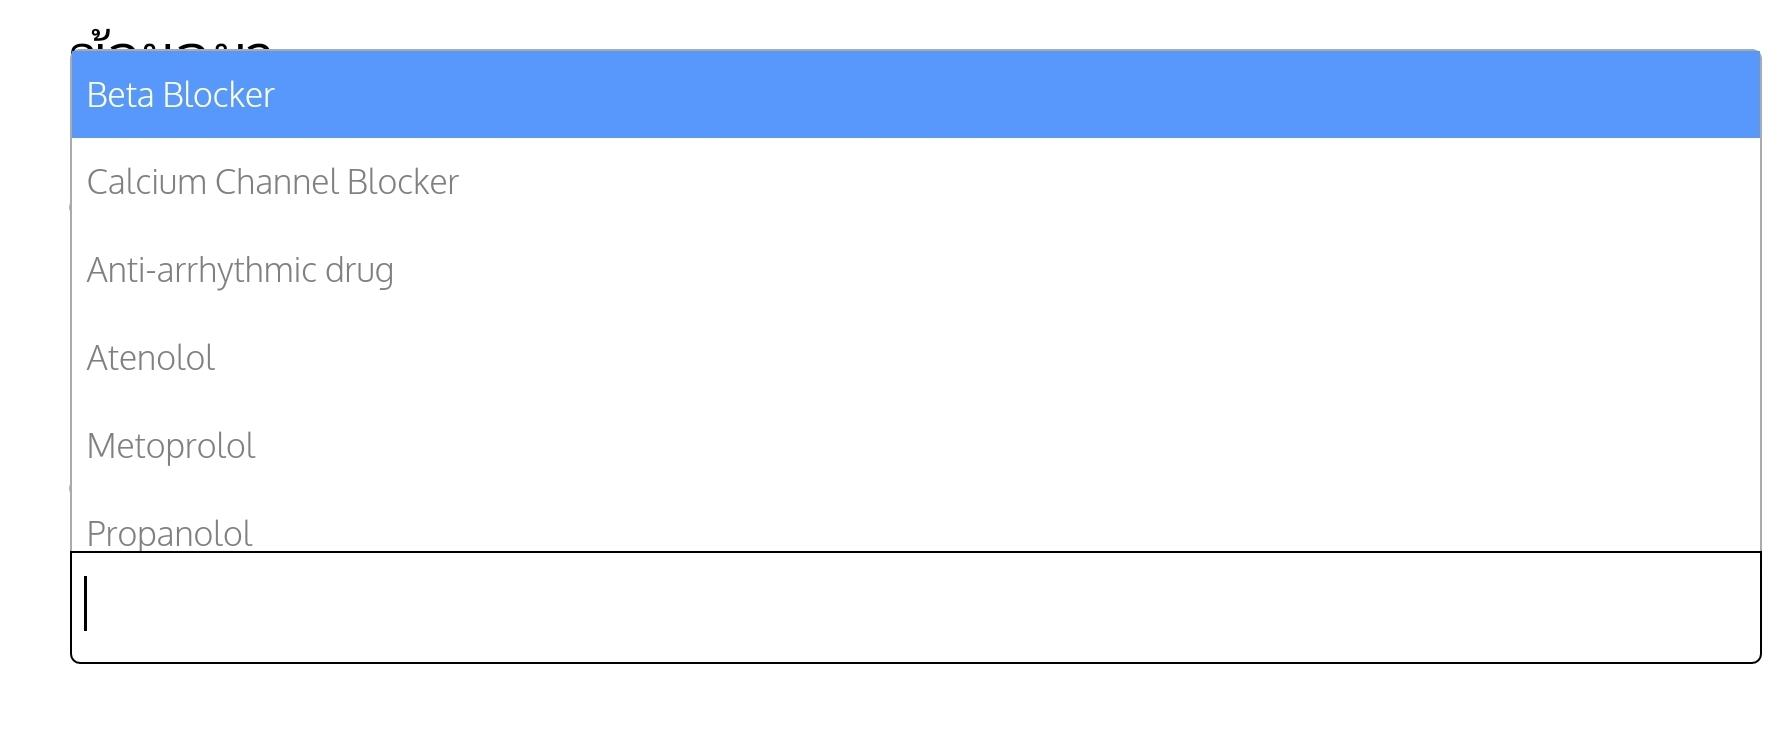 Beta Blocker
Calcium Channel Blocker
Anti-arrhythmic drug
Atenolol
Metoprolol
Propanolol